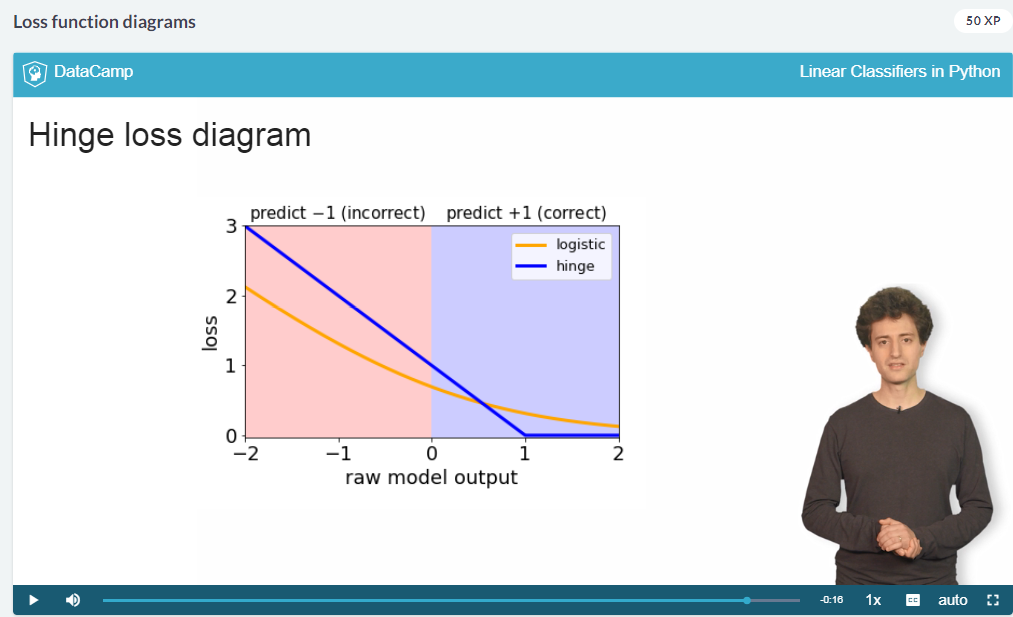 Loss function diagrams
50 XP
DataCamp
Linear Classifiers in Python
Hinge loss diagram
predict −1 (incorrect)
predict +1 (correct)
logistic
hinge
3
2
1
0
loss
−2 −1 0 1 2
raw model output
-0:16 1x CC auto